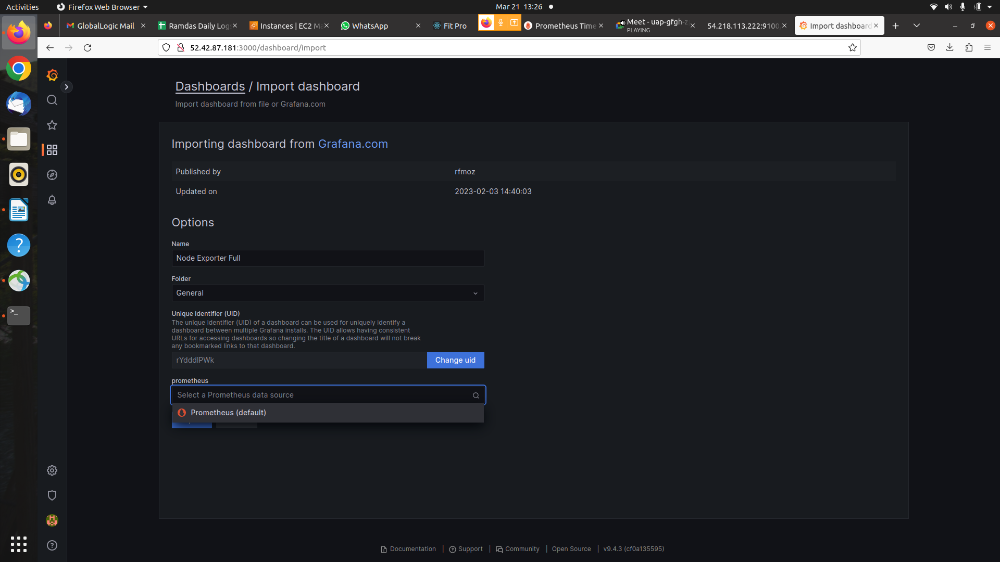 Activities
Firefox Web Browser
Mar 21 13:26
GlobalLogic Mail
Ramdas Daily Log
Instances | EC2 Ma
WhatsApp
Fit Pro
Prometheus Time
Meet - uap-gfgh-z
PLAYING
54.218.113.222:9100
Import dashboard
52.42.87.181:3000/dashboard/import
Dashboards / Import dashboard
Import dashboard from file or Grafana.com
Importing dashboard from Grafana.com
Published by rfmoz
Updated on 2023-02-03 14:40:03
Options
Name
Node Exporter Full
Folder
General
Unique identifier (UID)
The unique identifier (UID) of a dashboard can be used for uniquely identify a
dashboard between multiple Grafana installs. The UID allows having consistent
URLs for accessing dashboards so changing the title of a dashboard will not break
any bookmarked links to that dashboard.
rYdddlPWk
Change uid
prometheus
Select a Prometheus data source
Prometheus (default)
Documentation | Support | Community | Open Source | v9.4.3 (cf0a135595)